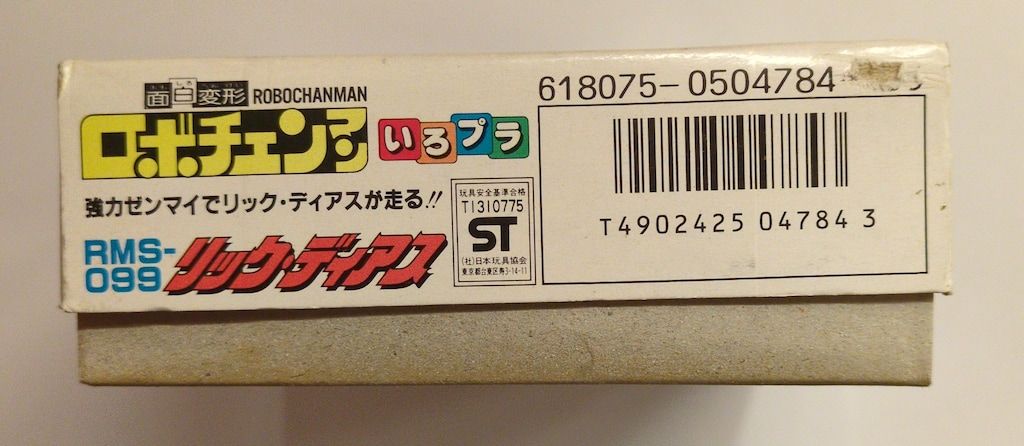 面白変形 ROBOCHANMAN
しろ
ロボチェンマン
いろプラ
強力ゼンマイでリック・ディアスが走る!!
RMS-
099
リック・ディアス
玩具安全基準合格
T1310775
ST
(社)日本玩具協会
東京都台東区寿3-14-11
618075-0504784
T4902425 04784 3